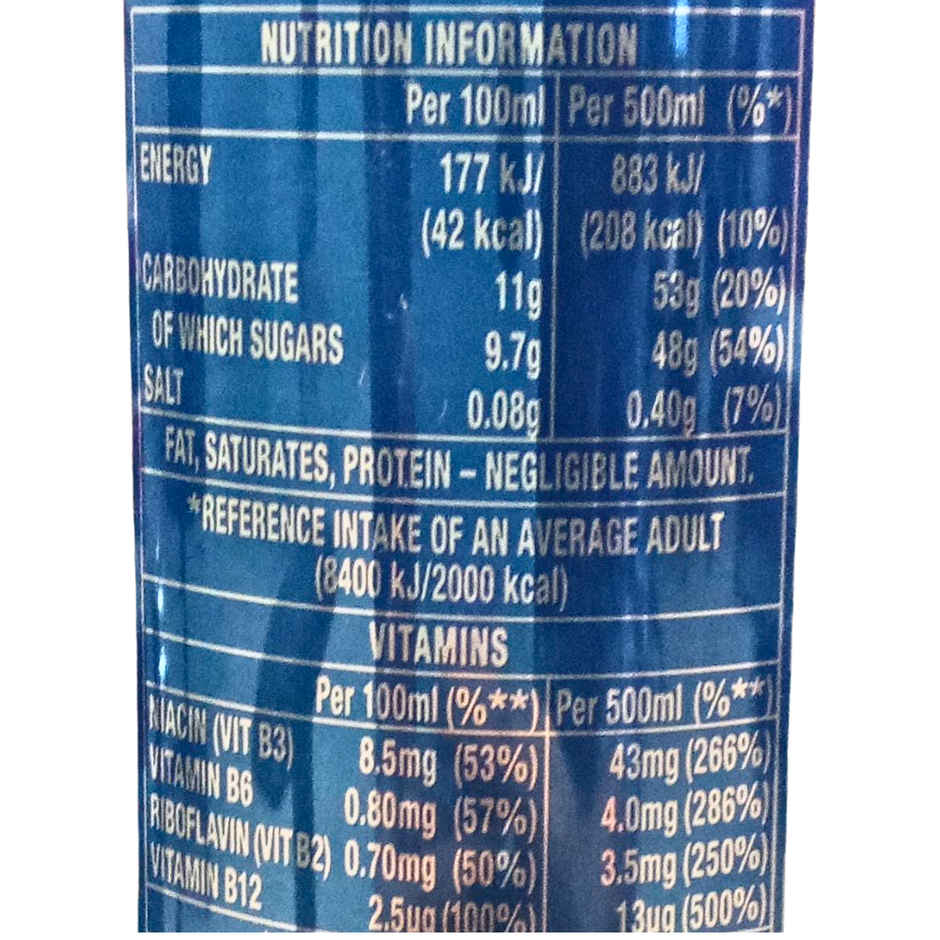 NUTRITION INFORMATION
Per 100ml Per 500ml (%*)
ENERGY 177 kJ/ 883 kJ/
(42 kcal) (208 kcal) (10%)
CARBOHYDRATE 11g 53g (20%)
OF WHICH SUGARS 9.7g 48g (54%)
SALT 0.08g 0.40g (7%)
FAT, SATURATES, PROTEIN – NEGLIGIBLE AMOUNT.
*REFERENCE INTAKE OF AN AVERAGE ADULT
(8400 kJ/2000 kcal)
VITAMINS
Per 100ml (%**) Per 500ml (%**)
NIACIN (VIT B3) 8.5mg (53%) 43mg (266%)
VITAMIN B6 0.80mg (57%) 4.0mg (286%)
RIBOFLAVIN (VIT B2) 0.70mg (50%) 3.5mg (250%)
VITAMIN B12 2.5µg (100%) 13µg (500%)